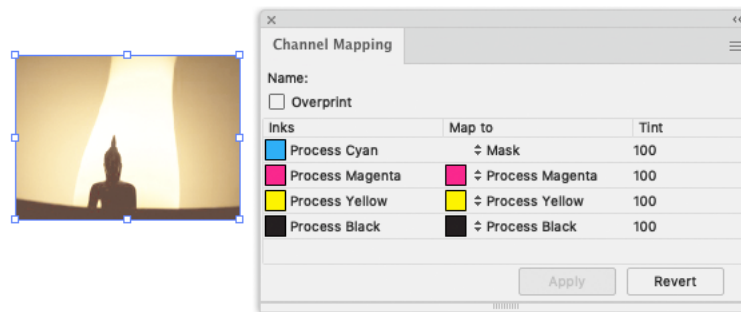 Channel Mapping
Name:
Overprint
Inks Map to Tint
Process Cyan Mask 100
Process Magenta Process Magenta 100
Process Yellow Process Yellow 100
Process Black Process Black 100
Apply Revert